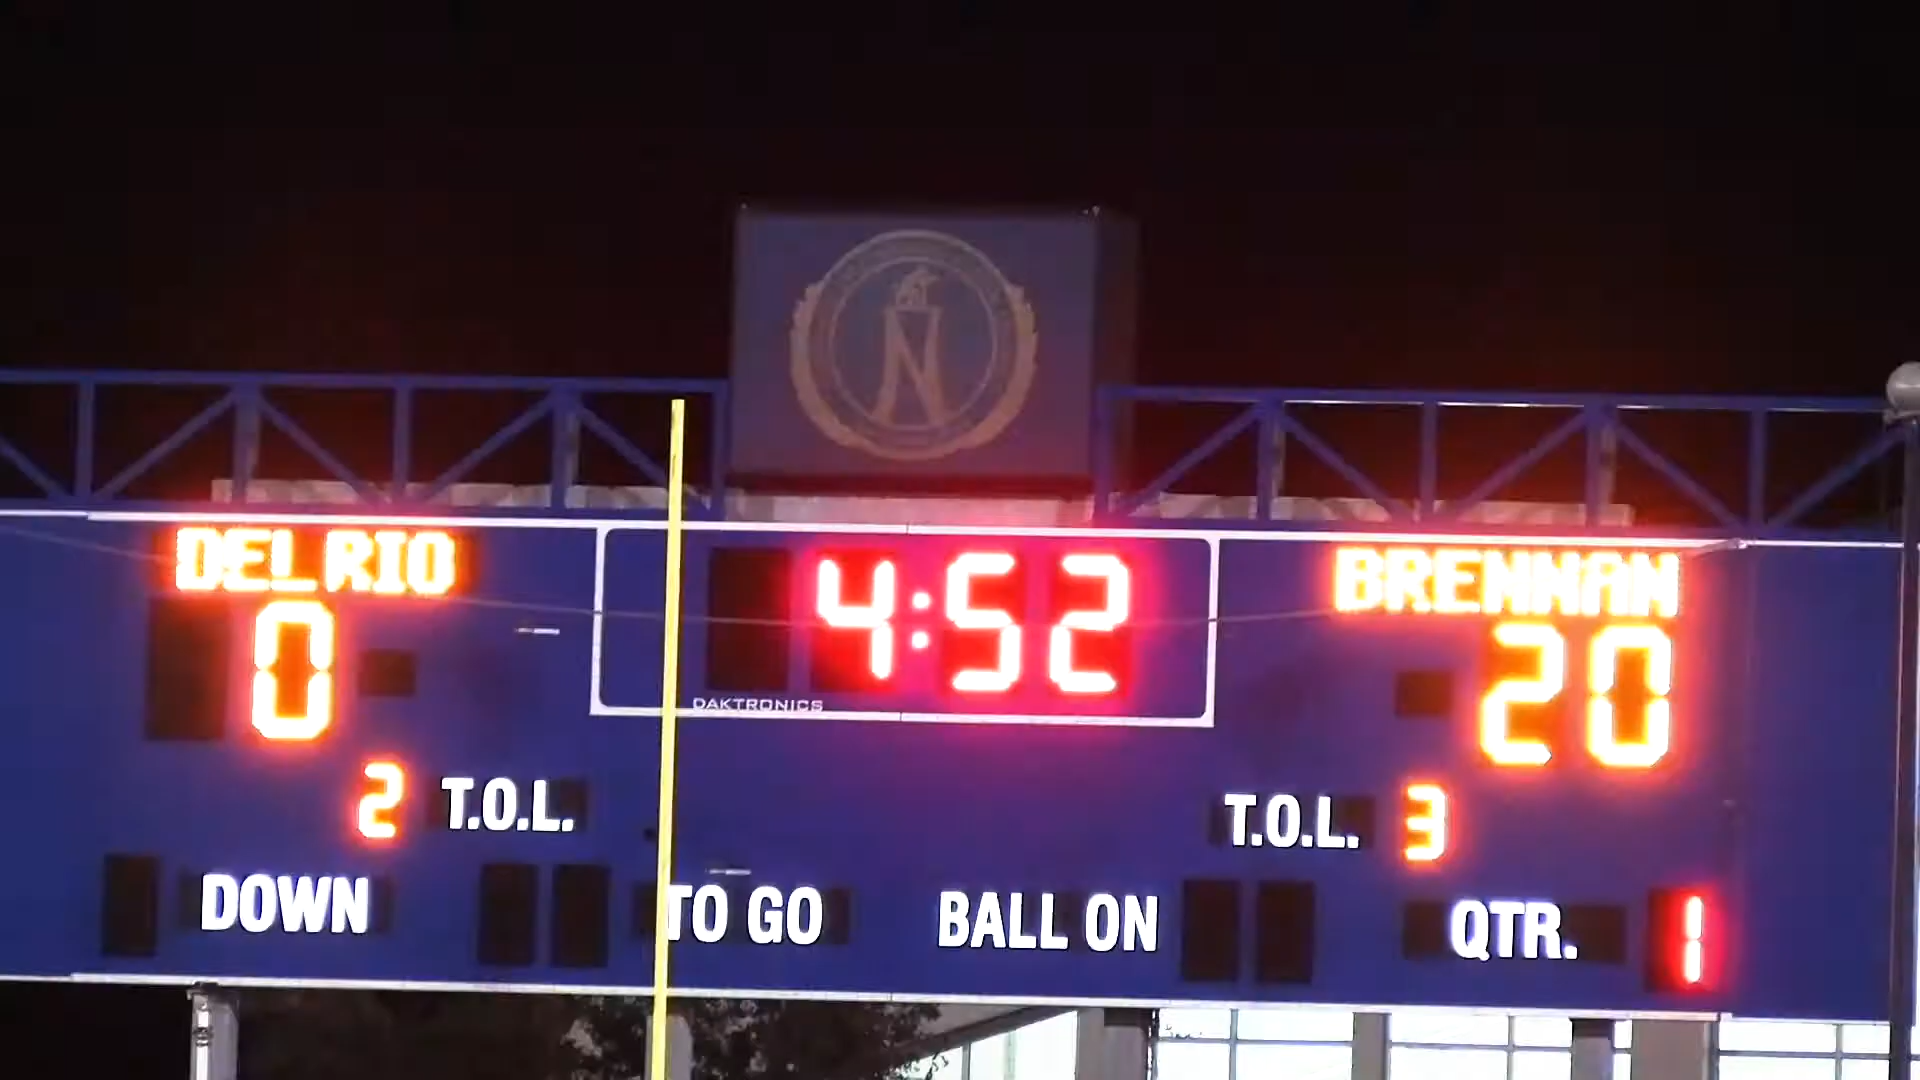 N
DEL RIO 4:52 BRENNAN
0 20
DAKTRONICS
2 T.O.L. T.O.L. 3
DOWN TO GO BALL ON QTR. 1